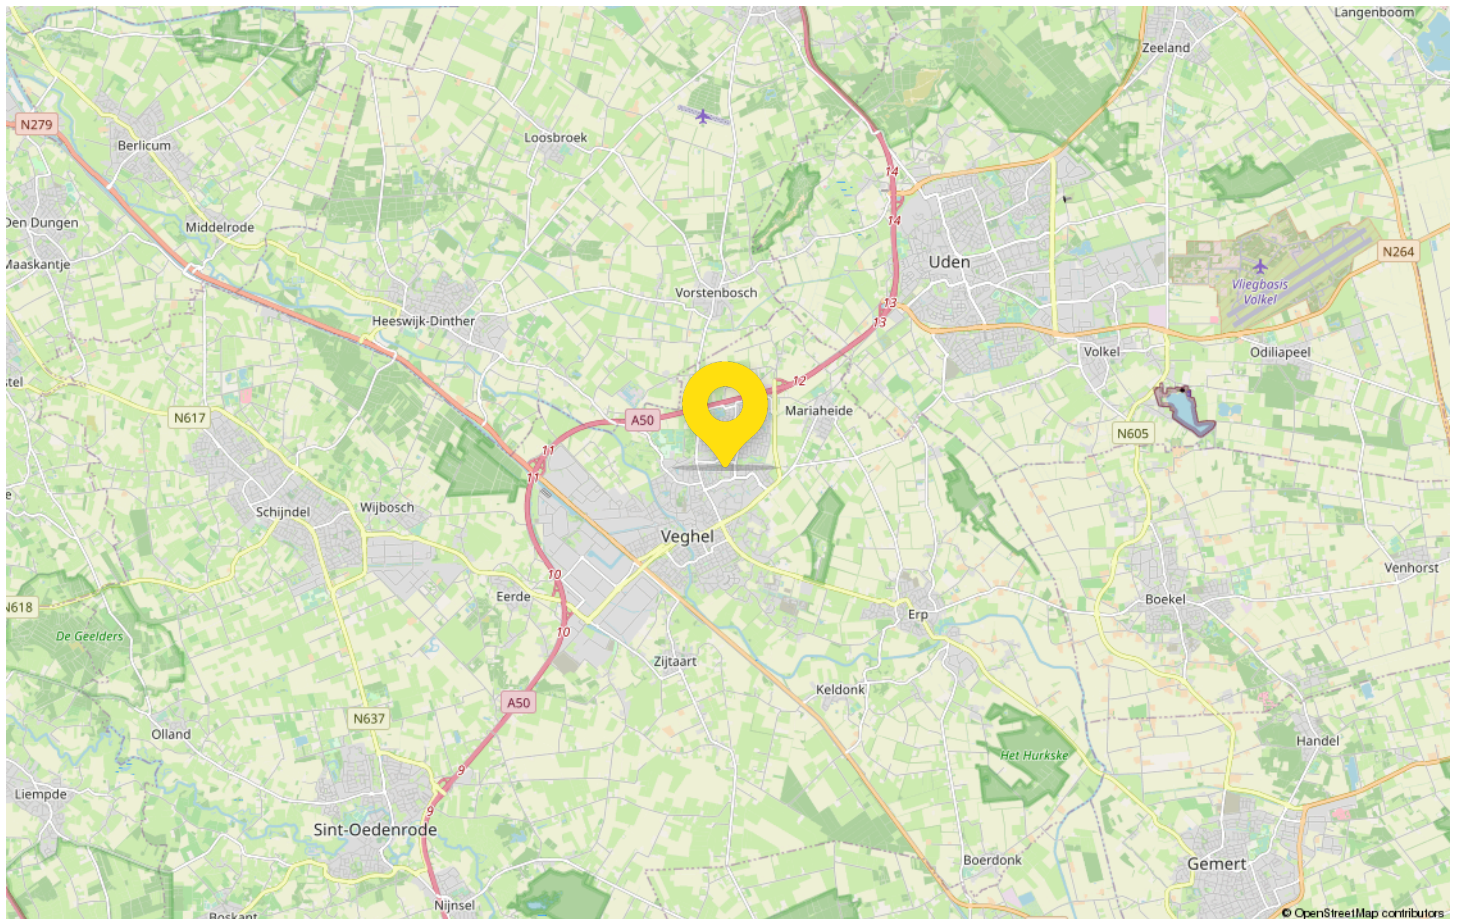 Langenboom
Zeeland
N279
Berlicum
Loosbroek
14
Den Dungen
14
Middelrode
Maaskantje
Uden
N264
Vliegbasis
Volkel
Vorstenbosch
13
13
Heeswijk-Dinther
Volkel
Odiliapeel
stel
12
N617
A50
Mariaheide
N605
11
11
Schijndel
Wijbosch
Veghel
10
Eerde
Venhorst
Boekel
N618
Erp
10
De Geelders
Zijtaart
Keldonk
A50
N637
Olland
Handel
Het Hurkske
9
Liempde
9
Sint-Oedenrode
Boerdonk
Gemert
Nijnsel
Boskant
© OpenStreetMap contributors